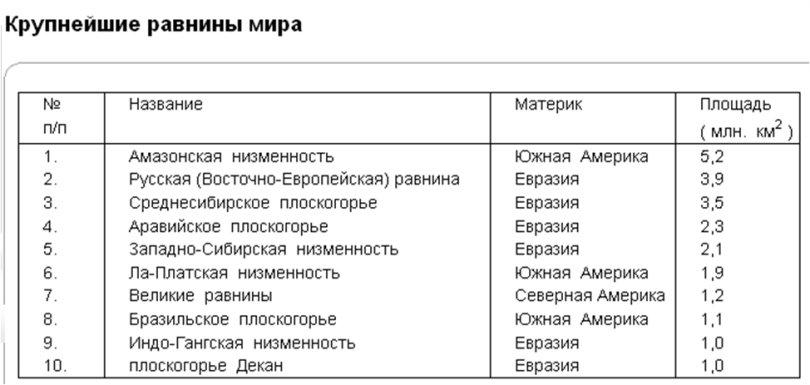 Крупнейшие равнины мира
№ п/п Название Материк Площадь ( млн. км2 )
1. Амазонская низменность Южная Америка 5,2
2. Русская (Восточно-Европейская) равнина Евразия 3,9
3. Среднесибирское плоскогорье Евразия 3,5
4. Аравийское плоскогорье Евразия 2,3
5. Западно-Сибирская низменность Евразия 2,1
6. Ла-Платская низменность Южная Америка 1,9
7. Великие равнины Северная Америка 1,2
8. Бразильское плоскогорье Южная Америка 1,1
9. Индо-Гангская низменность Евразия 1,0
10. плоскогорье Декан Евразия 1,0